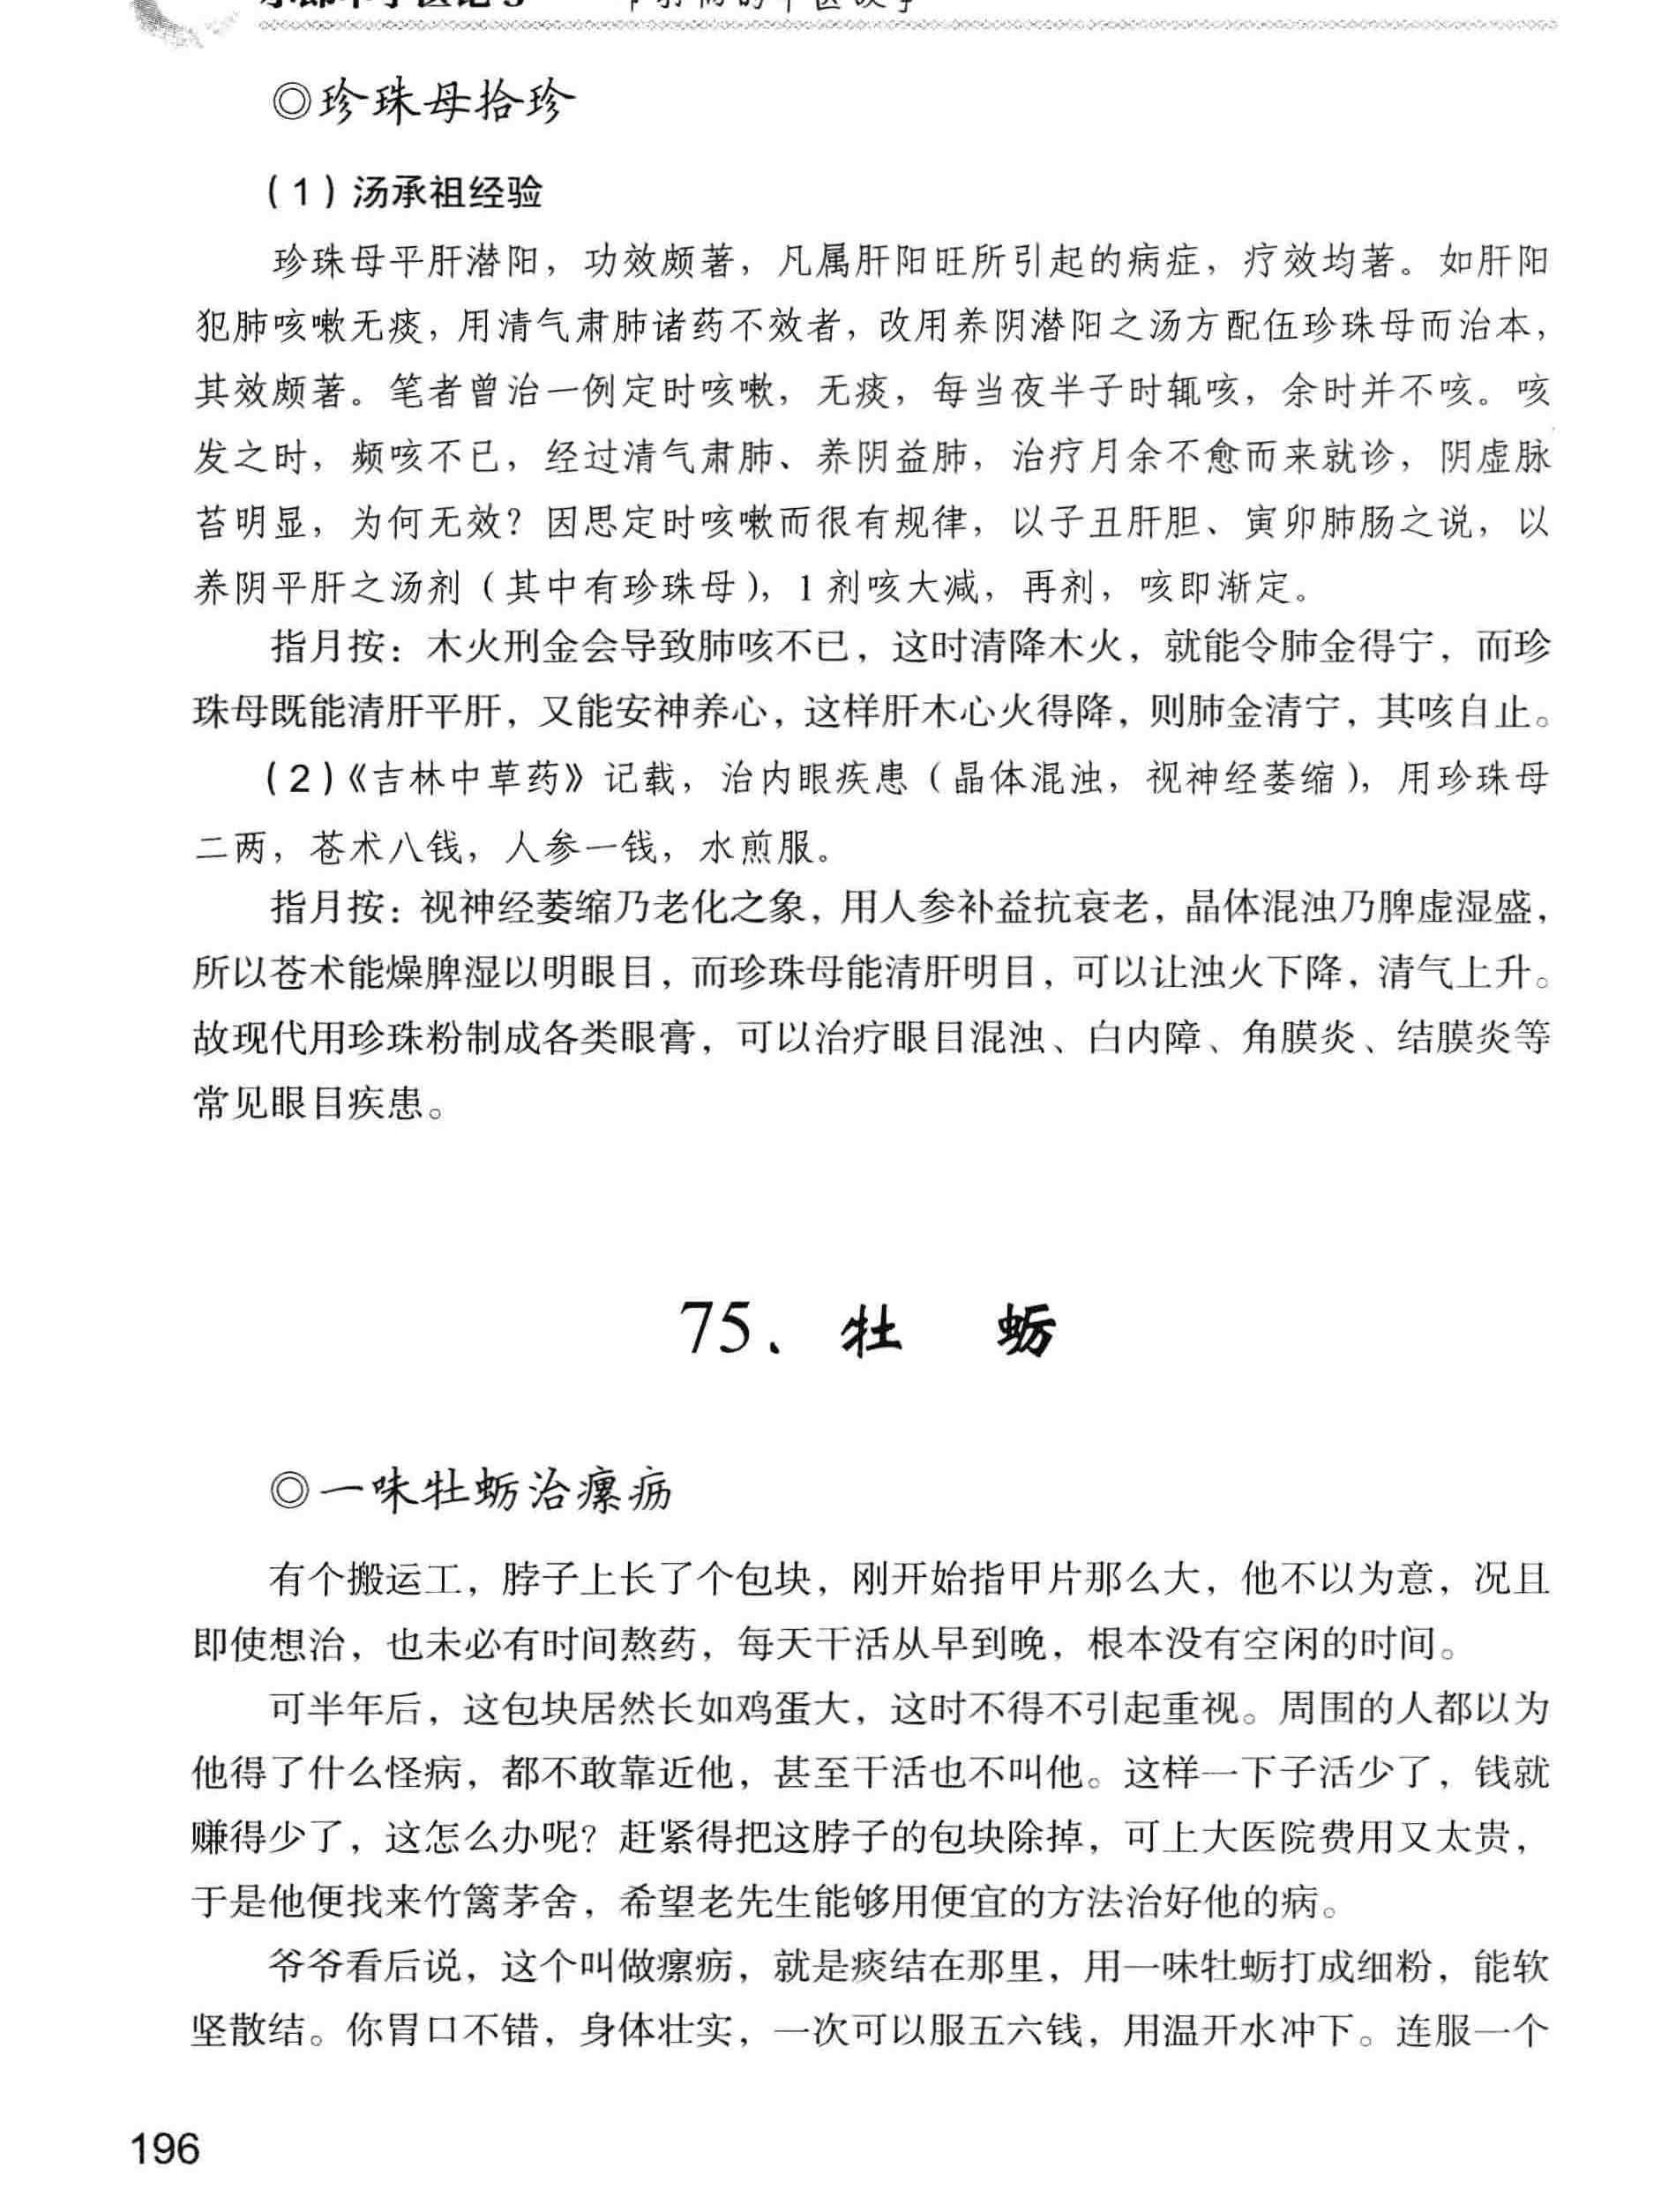 ◎珍珠母拾珍
（1）汤承祖经验
珍珠母平肝潜阳，功效颇著，凡属肝阳旺所引起的病症，疗效均著。如肝阳
犯肺咳嗽无痰，用清气肃肺诸药不效者，改用养阴潜阳之汤方配伍珍珠母而治本，
其效颇著。笔者曾治一例定时咳嗽，无痰，每当夜半子时辄咳，余时并不咳。咳
发之时，频咳不已，经过清气肃肺、养阴益肺，治疗月余不愈而来就诊，阴虚脉
苔明显，为何无效？因思定时咳嗽而很有规律，以子丑肝胆、寅卯肺肠之说，以
养阴平肝之汤剂（其中有珍珠母），1剂咳大减，再剂，咳即渐定。
指月按：木火刑金会导致肺咳不已，这时清降木火，就能令肺金得宁，而珍
珠母既能清肝平肝，又能安神养心，这样肝木心火得降，则肺金清宁，其咳自止。
（2）《吉林中草药》记载，治内眼疾患（晶体混浊，视神经萎缩），用珍珠母
二两，苍术八钱，人参一钱，水煎服。
指月按：视神经萎缩乃老化之象，用人参补益抗衰老，晶体混浊乃脾虚湿盛，
所以苍术能燥脾湿以明眼目，而珍珠母能清肝明目，可以让浊火下降，清气上升。
故现代用珍珠粉制成各类眼膏，可以治疗眼目混浊、白内障、角膜炎、结膜炎等
常见眼目疾患。
75、牡　蛎
◎一味牡蛎治瘰疬
有个搬运工，脖子上长了个包块，刚开始指甲片那么大，他不以为意，况且
即使想治，也未必有时间熬药，每天干活从早到晚，根本没有空闲的时间。
可半年后，这包块居然长如鸡蛋大，这时不得不引起重视。周围的人都以为
他得了什么怪病，都不敢靠近他，甚至干活也不叫他。这样一下子活少了，钱就
赚得少了，这怎么办呢？赶紧得把这脖子的包块除掉，可上大医院费用又太贵，
于是他便找来竹篱茅舍，希望老先生能够用便宜的方法治好他的病。
爷爷看后说，这个叫做瘰疬，就是痰结在那里，用一味牡蛎打成细粉，能软
坚散结。你胃口不错，身体壮实，一次可以服五六钱，用温开水冲下。连服一个
196